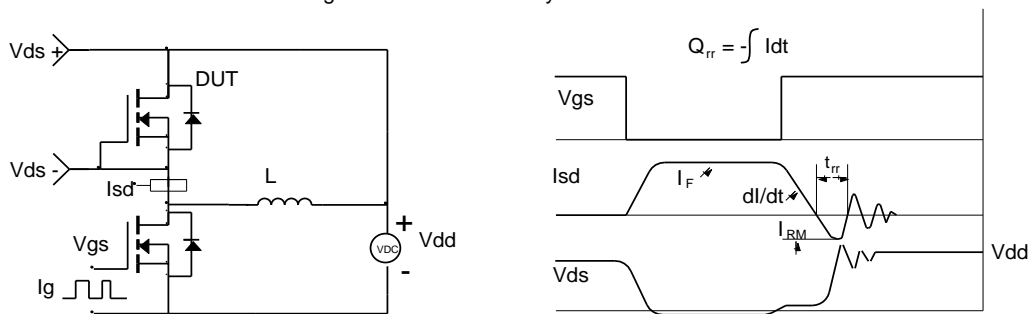 Vds +
DUT
Vds -
Isd
L
Vgs
+
VDC
Vdd
-
Ig
Qrr = -∫ Idt
Vgs
trr
Isd
IF
dI/dt
IRM
Vdd
Vds